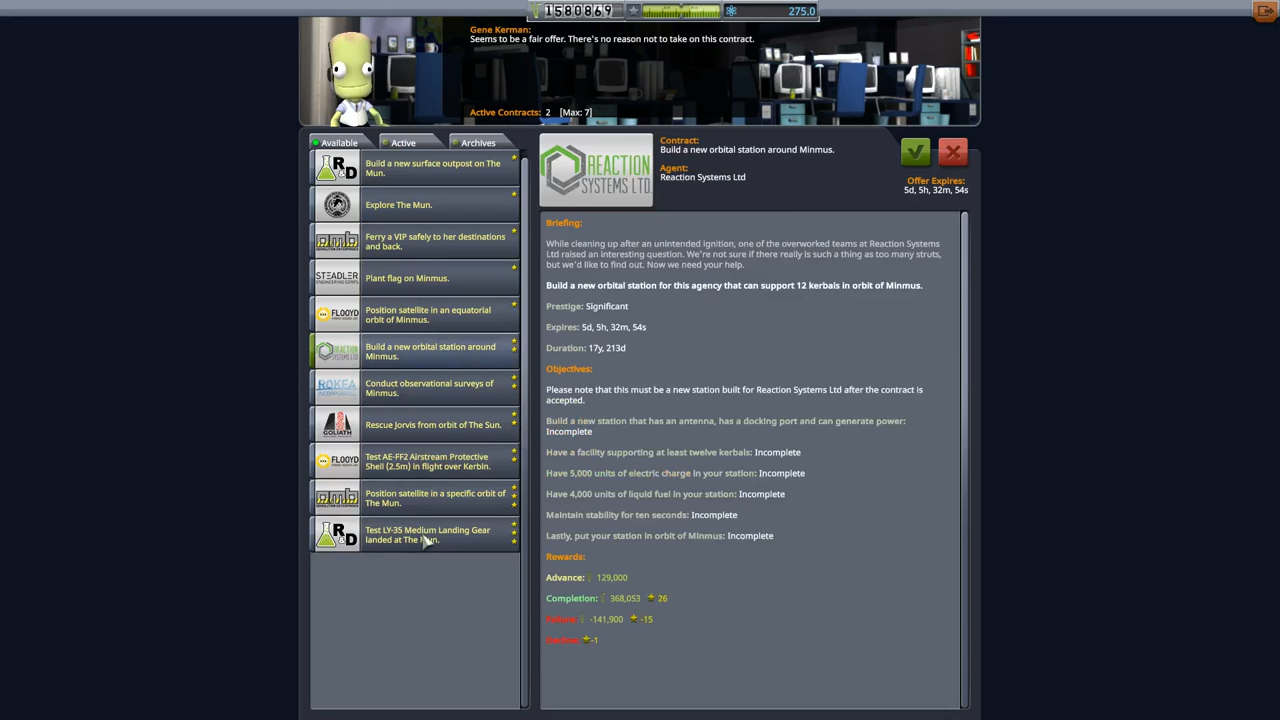 1580869
275.0
Gene Kerman:
Seems to be a fair offer. There's no reason not to take on this contract.
Active Contracts: 2 [Max: 7]
Available
Active
Archives
R&D
Build a new surface outpost on The
Mun.
Explore The Mun.
Ferry a VIP safely to her destinations
and back.
STEADLER
ENGINEERING CORPS
Plant flag on Minmus.
FLOOYD
Position satellite in an equatorial
orbit of Minmus.
REACTION
SYSTEMS LTD
Build a new orbital station around
Minmus.
ROKEA
Conduct observational surveys of
Minmus.
GOLIATH
Rescue Jorvis from orbit of The Sun.
FLOOYD
Test AE-FF2 Airstream Protective
Shell (2.5m) in flight over Kerbin.
Position satellite in a specific orbit of
The Mun.
R&D
Test LY-35 Medium Landing Gear
landed at The Mun.
REACTION
SYSTEMS LTD.
Contract:
Build a new orbital station around Minmus.
Agent:
Reaction Systems Ltd
Offer Expires:
5d, 5h, 32m, 54s
Briefing:
While cleaning up after an unintended ignition, one of the overworked teams at Reaction Systems
Ltd raised an interesting question. We're not sure if there really is such a thing as too many struts,
but we'd like to find out. Now we need your help.
Build a new orbital station for this agency that can support 12 kerbals in orbit of Minmus.
Prestige: Significant
Expires: 5d, 5h, 32m, 54s
Duration: 17y, 213d
Objectives:
Please note that this must be a new station built for Reaction Systems Ltd after the contract is
accepted.
Build a new station that has an antenna, has a docking port and can generate power:
Incomplete
Have a facility supporting at least twelve kerbals: Incomplete
Have 5,000 units of electric charge in your station: Incomplete
Have 4,000 units of liquid fuel in your station: Incomplete
Maintain stability for ten seconds: Incomplete
Lastly, put your station in orbit of Minmus: Incomplete
Rewards:
Advance: 129,000
Completion: 368,053 26
Failure: -141,900 -15
Decline: -1